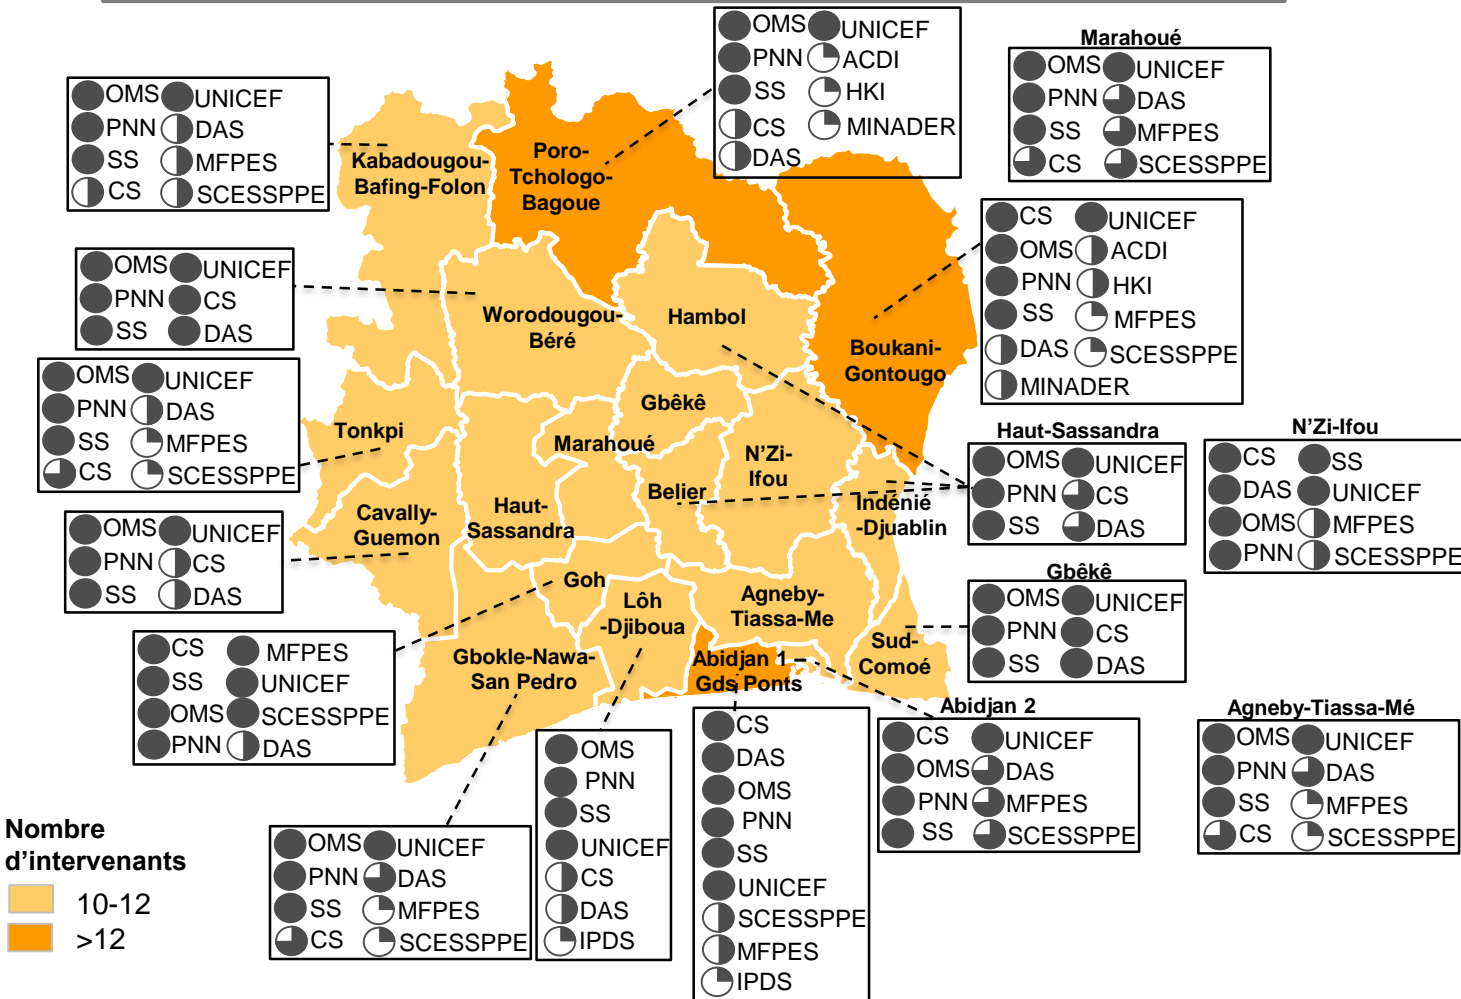 OMS UNICEF
PNN ACDI
SS HKI
CS MINADER
DAS
Marahoué
OMS UNICEF
PNN DAS
SS MFPES
CS SCESSPPE
OMS UNICEF
PNN DAS
SS MFPES
CS SCESSPPE
Kabadougou-
Bafing-Folon
Poro-
Tchologo-
Bagoue
CS UNICEF
OMS ACDI
PNN HKI
SS MFPES
DAS SCESSPPE
MINADER
OMS UNICEF
PNN CS
SS DAS
Worodougou-
Béré
Hambol
Boukani-
Gontougo
OMS UNICEF
PNN DAS
SS MFPES
CS SCESSPPE
Tonkpi
Gbêkê
Marahoué
N'Zi-
Ifou
Belier
Haut-
Sassandra
Indénié
-Djuablin
Cavally-
Guemon
Haut-Sassandra
OMS UNICEF
PNN CS
SS DAS
N'Zi-Ifou
CS SS
DAS UNICEF
OMS MFPES
PNN SCESSPPE
OMS UNICEF
PNN CS
SS DAS
Goh
Lôh
-Djiboua
Agneby-
Tiassa-Me
Sud-
Comoé
Gbêkê
OMS UNICEF
PNN CS
SS DAS
CS MFPES
SS UNICEF
OMS SCESSPPE
PNN DAS
Gbokle-Nawa-
San Pedro
Abidjan 1
Gds Ponts
Abidjan 2
CS UNICEF
OMS DAS
PNN MFPES
SS SCESSPPE
Agneby-Tiassa-Mé
OMS UNICEF
PNN DAS
SS MFPES
CS SCESSPPE
OMS UNICEF
PNN DAS
SS MFPES
CS SCESSPPE
OMS
PNN
SS
UNICEF
CS
DAS
IPDS
CS
DAS
OMS
PNN
SS
UNICEF
SCESSPPE
MFPES
IPDS
Nombre
d'intervenants
10-12
>12